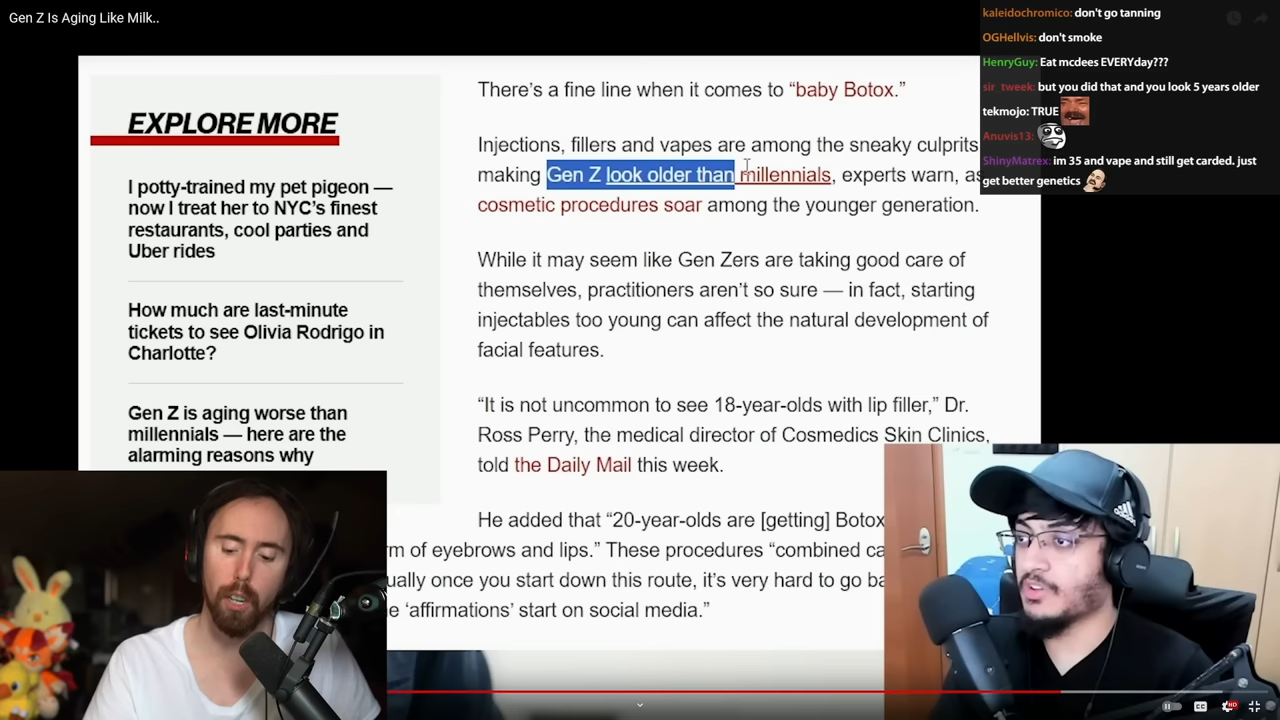 Gen Z Is Aging Like Milk..
kaleidochromico: don't go tanning
OGHellvis: don't smoke
HenryGuy: Eat mcdees EVERYday???
sir_tweek: but you did that and you look 5 years older
tekmojo: TRUE
Anuvis13:
ShinyMatrex: im 35 and vape and still get carded. just
get better genetics
EXPLORE MORE
I potty-trained my pet pigeon —
now I treat her to NYC’s finest
restaurants, cool parties and
Uber rides
How much are last-minute
tickets to see Olivia Rodrigo in
Charlotte?
Gen Z is aging worse than
millennials — here are the
alarming reasons why
There’s a fine line when it comes to “baby Botox.”
Injections, fillers and vapes are among the sneaky culprits
making Gen Z look older than millennials, experts warn, as
cosmetic procedures soar among the younger generation.
While it may seem like Gen Zers are taking good care of
themselves, practitioners aren’t so sure — in fact, starting
injectables too young can affect the natural development of
facial features.
“It is not uncommon to see 18-year-olds with lip filler,” Dr.
Ross Perry, the medical director of Cosmedics Skin Clinics,
told the Daily Mail this week.
He added that “20-year-olds are [getting] Botox
of eyebrows and lips.” These procedures “combined
once you start down this route, it’s very hard to go
‘affirmations’ start on social media.”
adidas
CC
HD